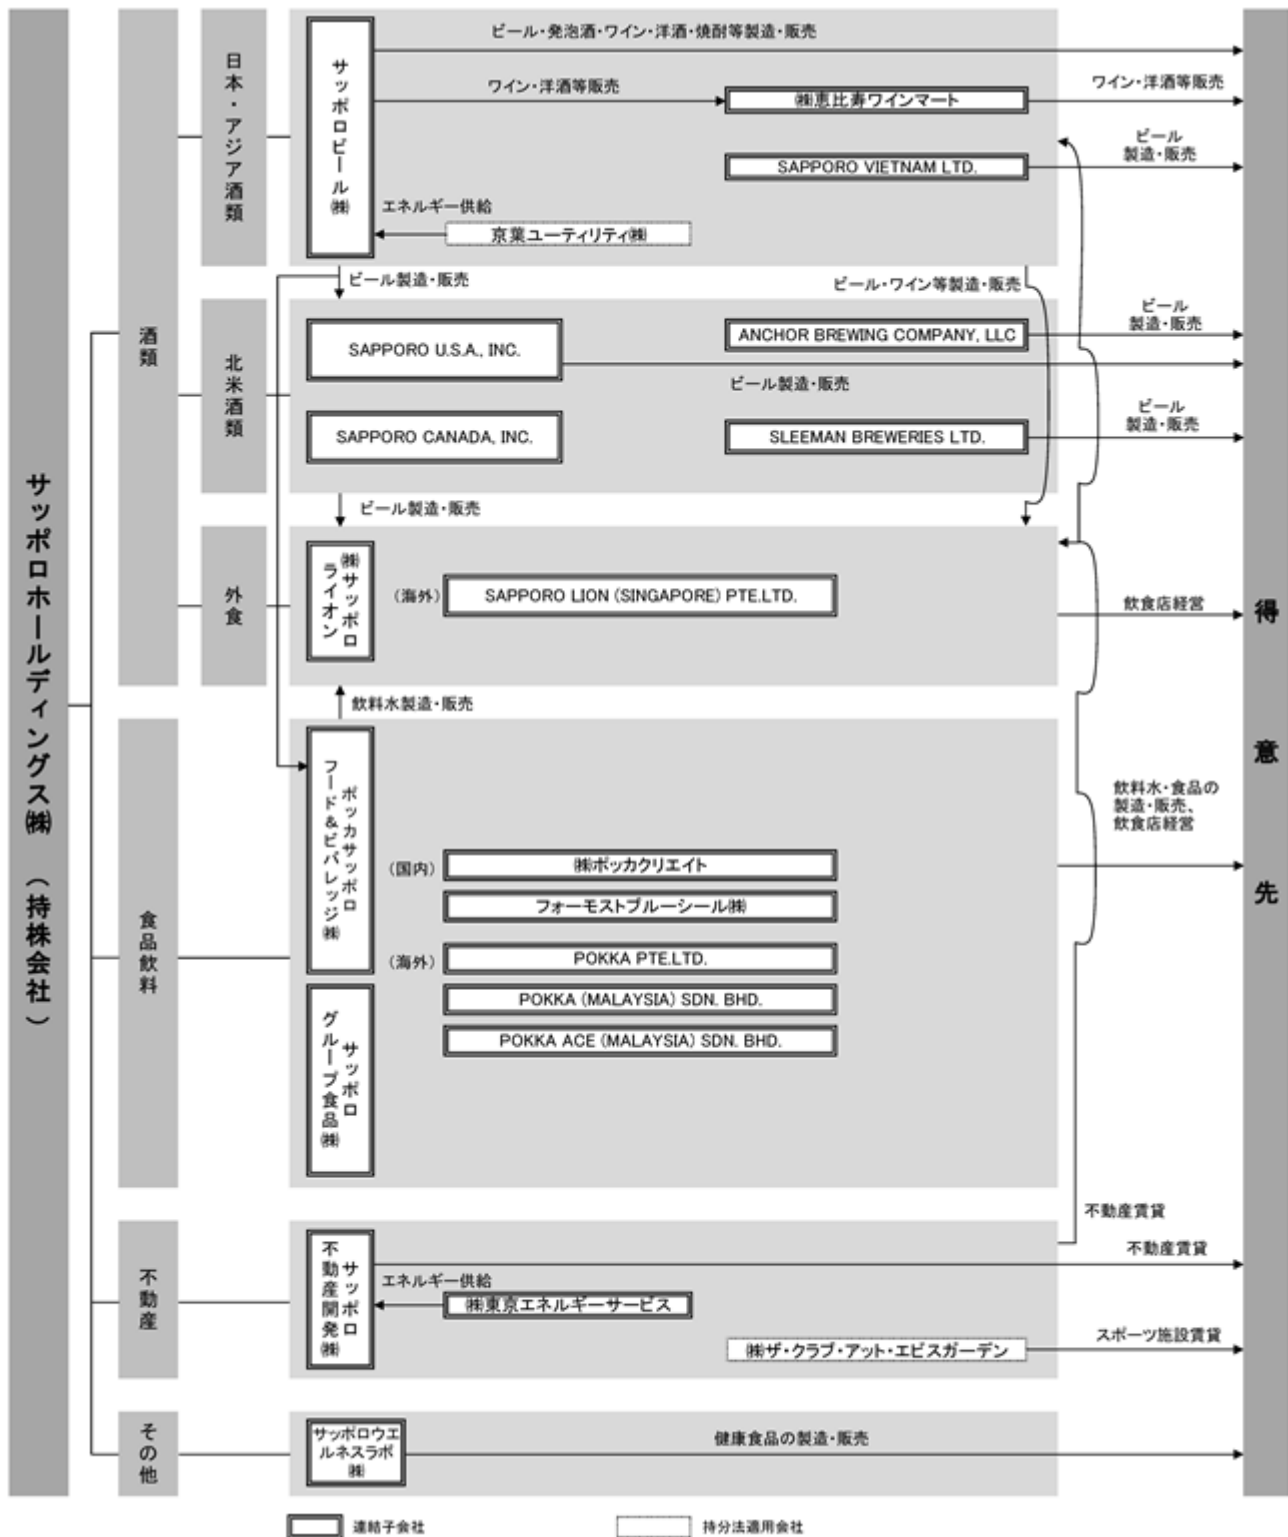 サッポロホールディングス㈱ （持株会社）
酒類
日本・アジア酒類
サッポロビール㈱
ビール・発泡酒・ワイン・洋酒・焼酎等製造・販売
ワイン・洋酒等販売
㈱恵比寿ワインマート
ワイン・洋酒等販売
SAPPORO VIETNAM LTD.
ビール
製造・販売
エネルギー供給
京葉ユーティリティ㈱
ビール製造・販売
ビール・ワイン等製造・販売
北米酒類
SAPPORO U.S.A., INC.
ANCHOR BREWING COMPANY, LLC
ビール
製造・販売
ビール製造・販売
SAPPORO CANADA, INC.
SLEEMAN BREWERIES LTD.
ビール
製造・販売
ビール製造・販売
外食
㈱サッポロ
ライオン
（海外）
SAPPORO LION (SINGAPORE) PTE.LTD.
飲食店経営
飲料水製造・販売
食品飲料
ポッカサッポロ
フード&ビバレッジ㈱
（国内）
㈱ポッカクリエイト
フォーモストブルーシール㈱
（海外）
POKKA PTE.LTD.
POKKA (MALAYSIA) SDN. BHD.
POKKA ACE (MALAYSIA) SDN. BHD.
サッポロ
グループ食品㈱
飲料水・食品の
製造・販売、
飲食店経営
不動産
サッポロ
不動産開発㈱
不動産賃貸
不動産賃貸
エネルギー供給
㈱東京エネルギーサービス
㈱ザ・クラブ・アット・エビスガーデン
スポーツ施設賃貸
その他
サッポロウエ
ルネスラボ
㈱
健康食品の製造・販売
得意先
連結子会社
持分法適用会社